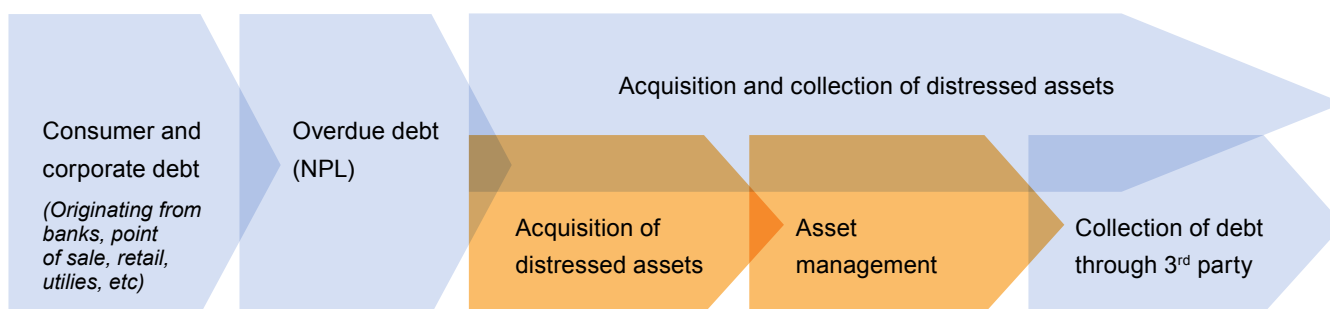 Consumer and
corporate debt
(Originating from
banks, point
of sale, retail,
utilies, etc)
Overdue debt
(NPL)
Acquisition and collection of distressed assets
Acquisition of
distressed assets
Asset
management
Collection of debt
through 3rd party